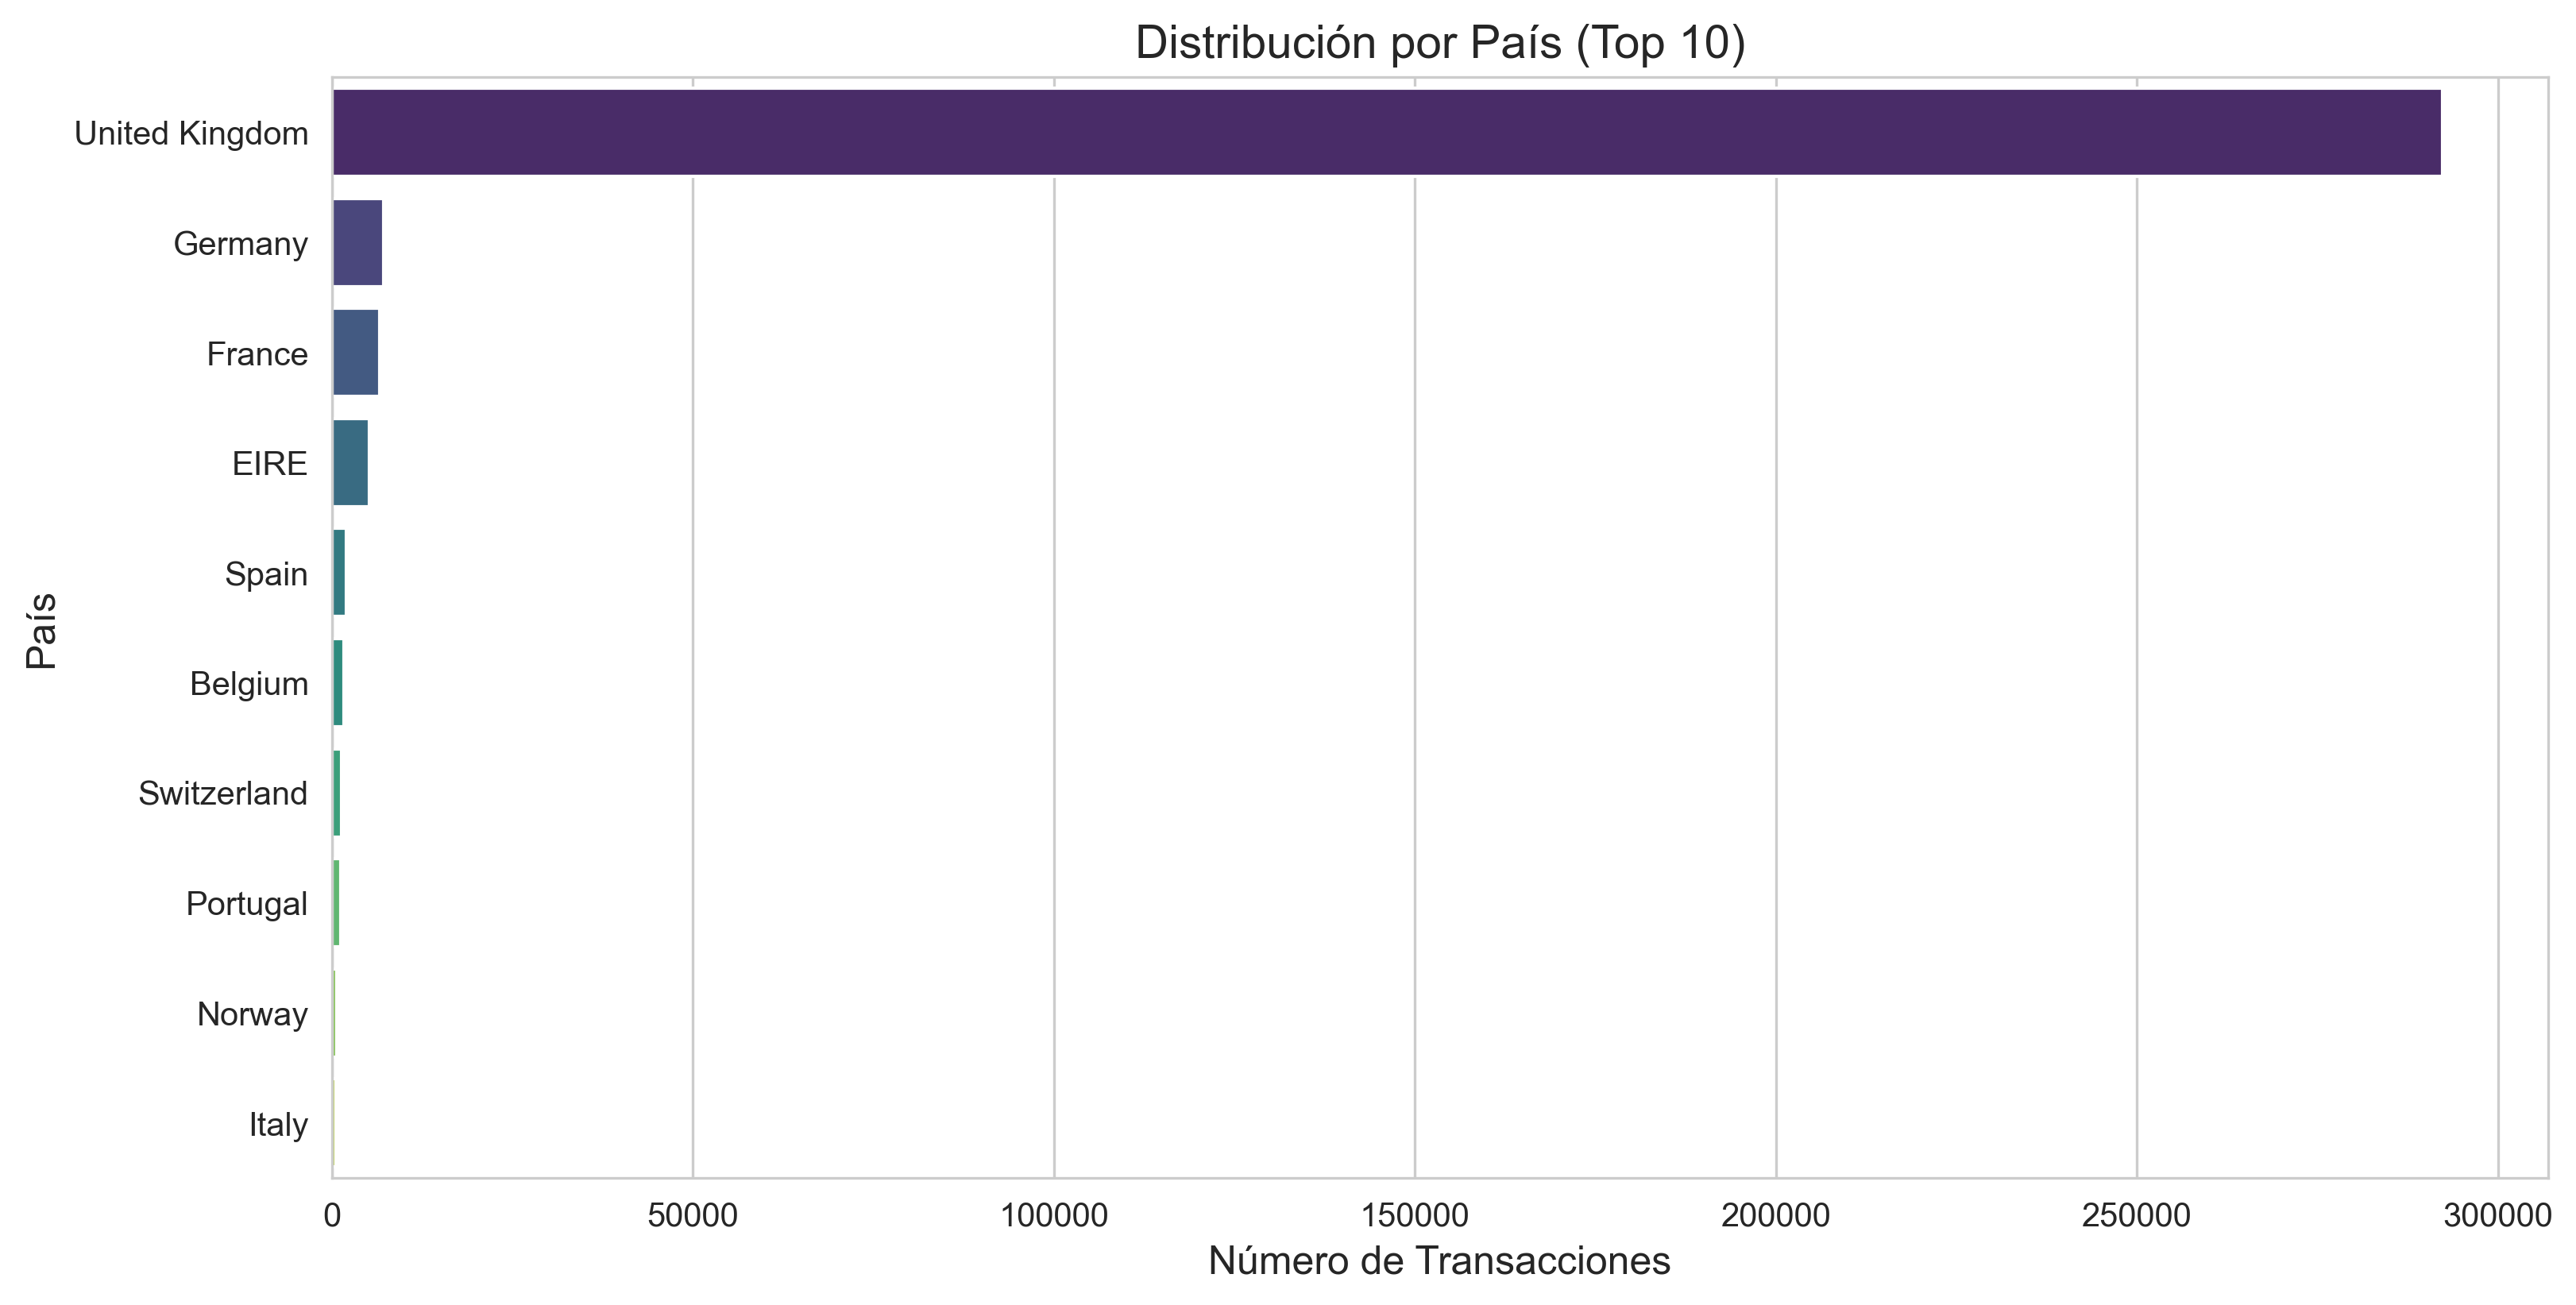 Distribución por País (Top 10)
United Kingdom
Germany
France
EIRE
Spain
Belgium
Switzerland
Portugal
Norway
Italy
País
0 50000 100000 150000 200000 250000 300000
Número de Transacciones